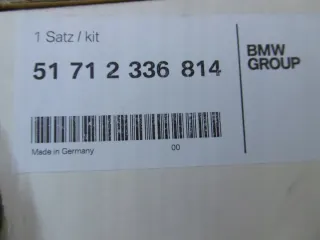 1 Satz / kit
51 71 2 336 814
BMW
GROUP
Made in Germany
00